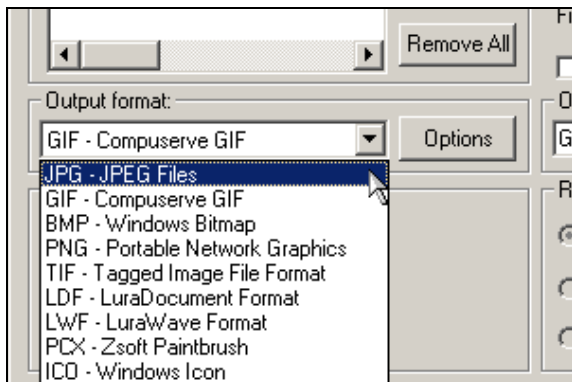 Fi
Remove All
Output format:
O
GIF - Compuserve GIF
Options
G
JPG - JPEG Files
R
GIF - Compuserve GIF
BMP - Windows Bitmap
PNG - Portable Network Graphics
TIF - Tagged Image File Format
LDF - LuraDocument Format
LWF - LuraWave Format
PCX - Zsoft Paintbrush
ICO - Windows Icon